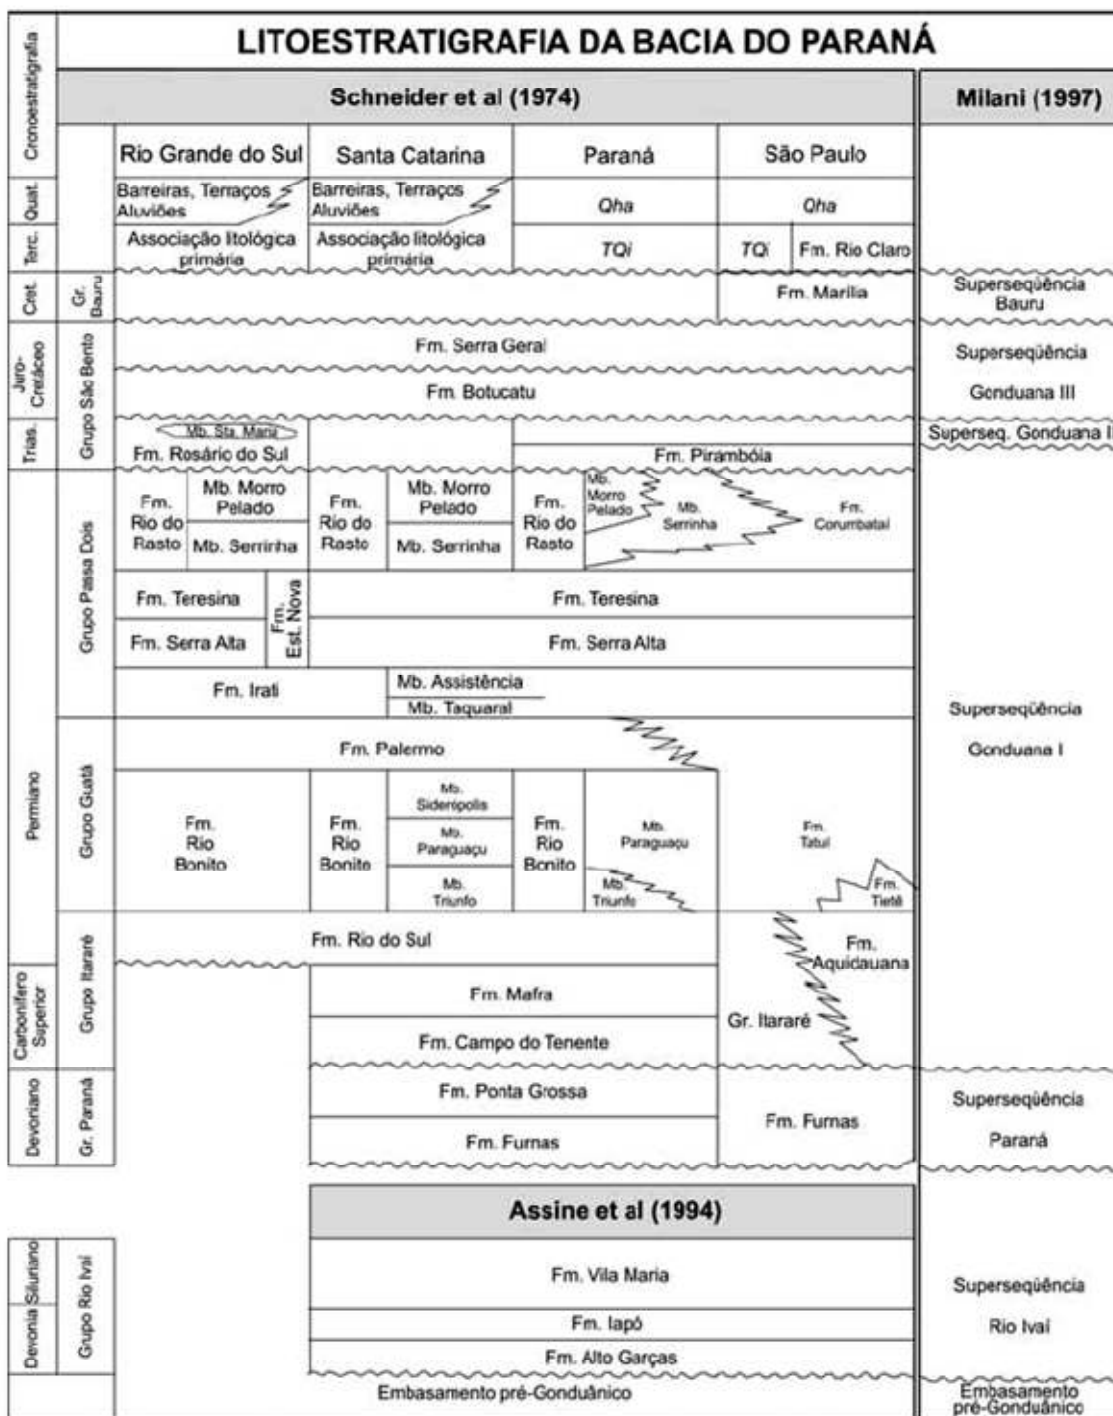 LITOESTRATIGRAFIA DA BACIA DO PARANÁ
Cronoestratigrafia
Schneider et al (1974)
Milani (1997)
Rio Grande do Sul
Santa Catarina
Paraná
São Paulo
Quat.
Barreiras, Terraços
Aluviões
Barreiras, Terraços
Aluviões
Qha
Qha
Terc.
Associação litológica
primária
Associação litológica
primária
TQi
TQi
Fm. Rio Claro
Cret.
Gr.
Bauru
Fm. Marília
Superseqüência
Bauru
Juro-
Cretáceo
Grupo São Bento
Fm. Serra Geral
Fm. Botucatu
Superseqüência
Gonduana III
Trias.
Mb. Sta. Maria
Fm. Rosário do Sul
Fm. Pirambóia
Superseq. Gonduana II
Permiano
Grupo Passa Dois
Fm.
Rio do
Rasto
Mb. Morro
Pelado
Mb. Serrinha
Fm.
Rio do
Rasto
Mb. Morro
Pelado
Mb. Serrinha
Fm.
Rio do
Rasto
Mb.
Morro
Pelado
Mb.
Serrinha
Fm.
Corumbataí
Fm. Teresina
Fm. Serra Alta
Fm.
Est. Nova
Fm. Teresina
Fm. Serra Alta
Fm. Irati
Mb. Assistência
Mb. Taquaral
Superseqüência
Gonduana I
Grupo Guatá
Fm. Palermo
Fm.
Rio
Bonito
Fm.
Rio
Bonito
Mb.
Siderópolis
Mb.
Paraguaçu
Mb.
Triunfo
Fm.
Rio
Bonito
Mb.
Paraguaçu
Mb.
Triunfo
Fm.
Tatuí
Fm.
Tietê
Grupo Itararé
Fm. Rio do Sul
Fm.
Aquidauana
Carbonífero
Superior
Fm. Mafra
Fm. Campo do Tenente
Gr. Itararé
Devoniano
Gr. Paraná
Fm. Ponta Grossa
Fm. Furnas
Fm. Furnas
Superseqüência
Paraná
Assine et al (1994)
Siluriano
Devonia
Grupo Rio Ivaí
Fm. Vila Maria
Fm. Iapó
Fm. Alto Garças
Superseqüência
Rio Ivaí
Embasamento pré-Gonduânico
Embasamento
pré-Gonduânico